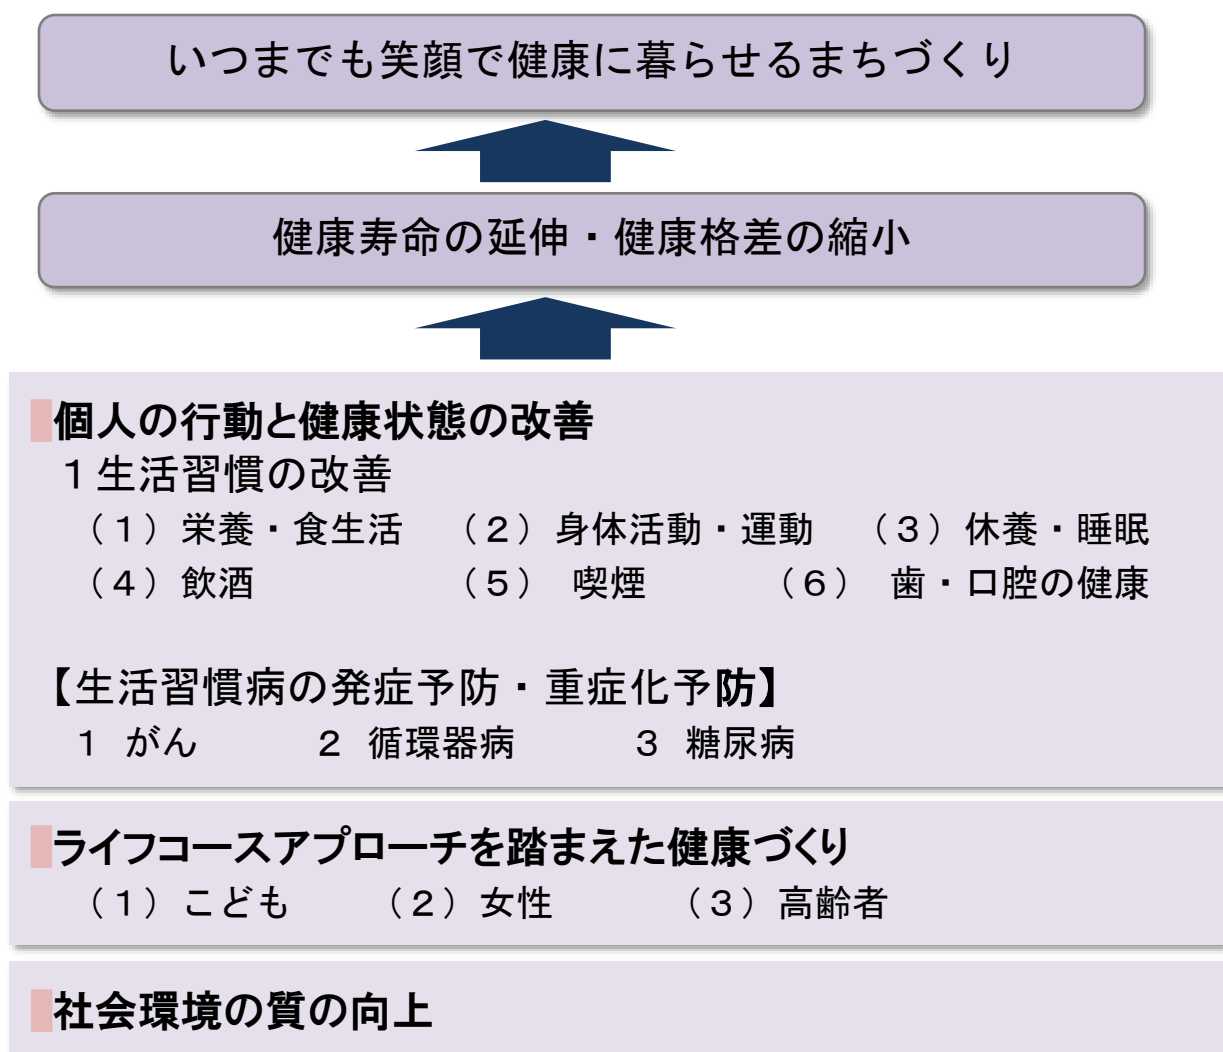 いつまでも笑顔で健康に暮らせるまちづくり
健康寿命の延伸・健康格差の縮小
個人の行動と健康状態の改善
１生活習慣の改善
（１）栄養・食生活　（２）身体活動・運動　（３）休養・睡眠
（４）飲酒　（５）　喫煙　（６）　歯・口腔の健康
【生活習慣病の発症予防・重症化予防】
１　がん　２　循環器病　３　糖尿病
ライフコースアプローチを踏まえた健康づくり
（１）こども　（２）女性　（３）高齢者
社会環境の質の向上